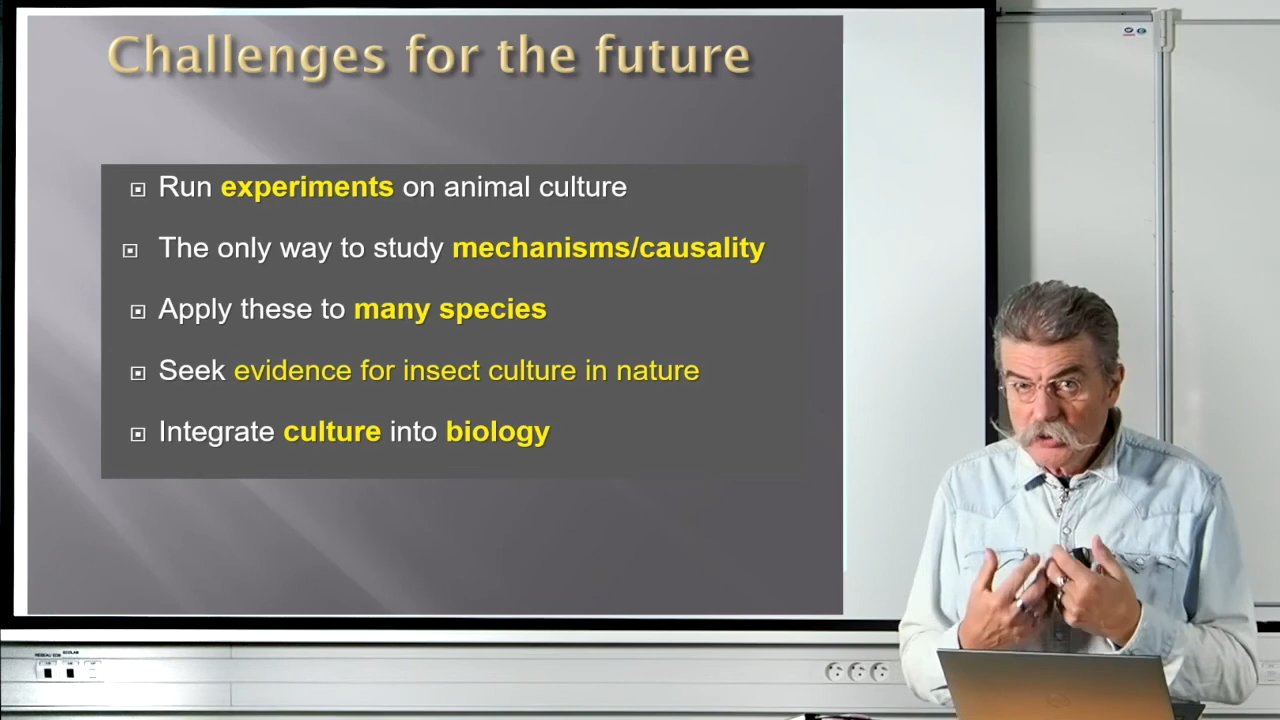 Challenges for the future
Run experiments on animal culture
The only way to study mechanisms/causality
Apply these to many species
Seek evidence for insect culture in nature
Integrate culture into biology